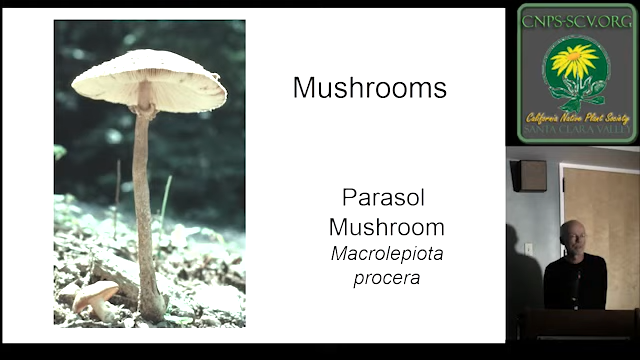 Mushrooms
Parasol
Mushroom
Macrolepiota
procera
CNPS-SCV.ORG
California Native Plant Society
SANTA CLARA VALLEY